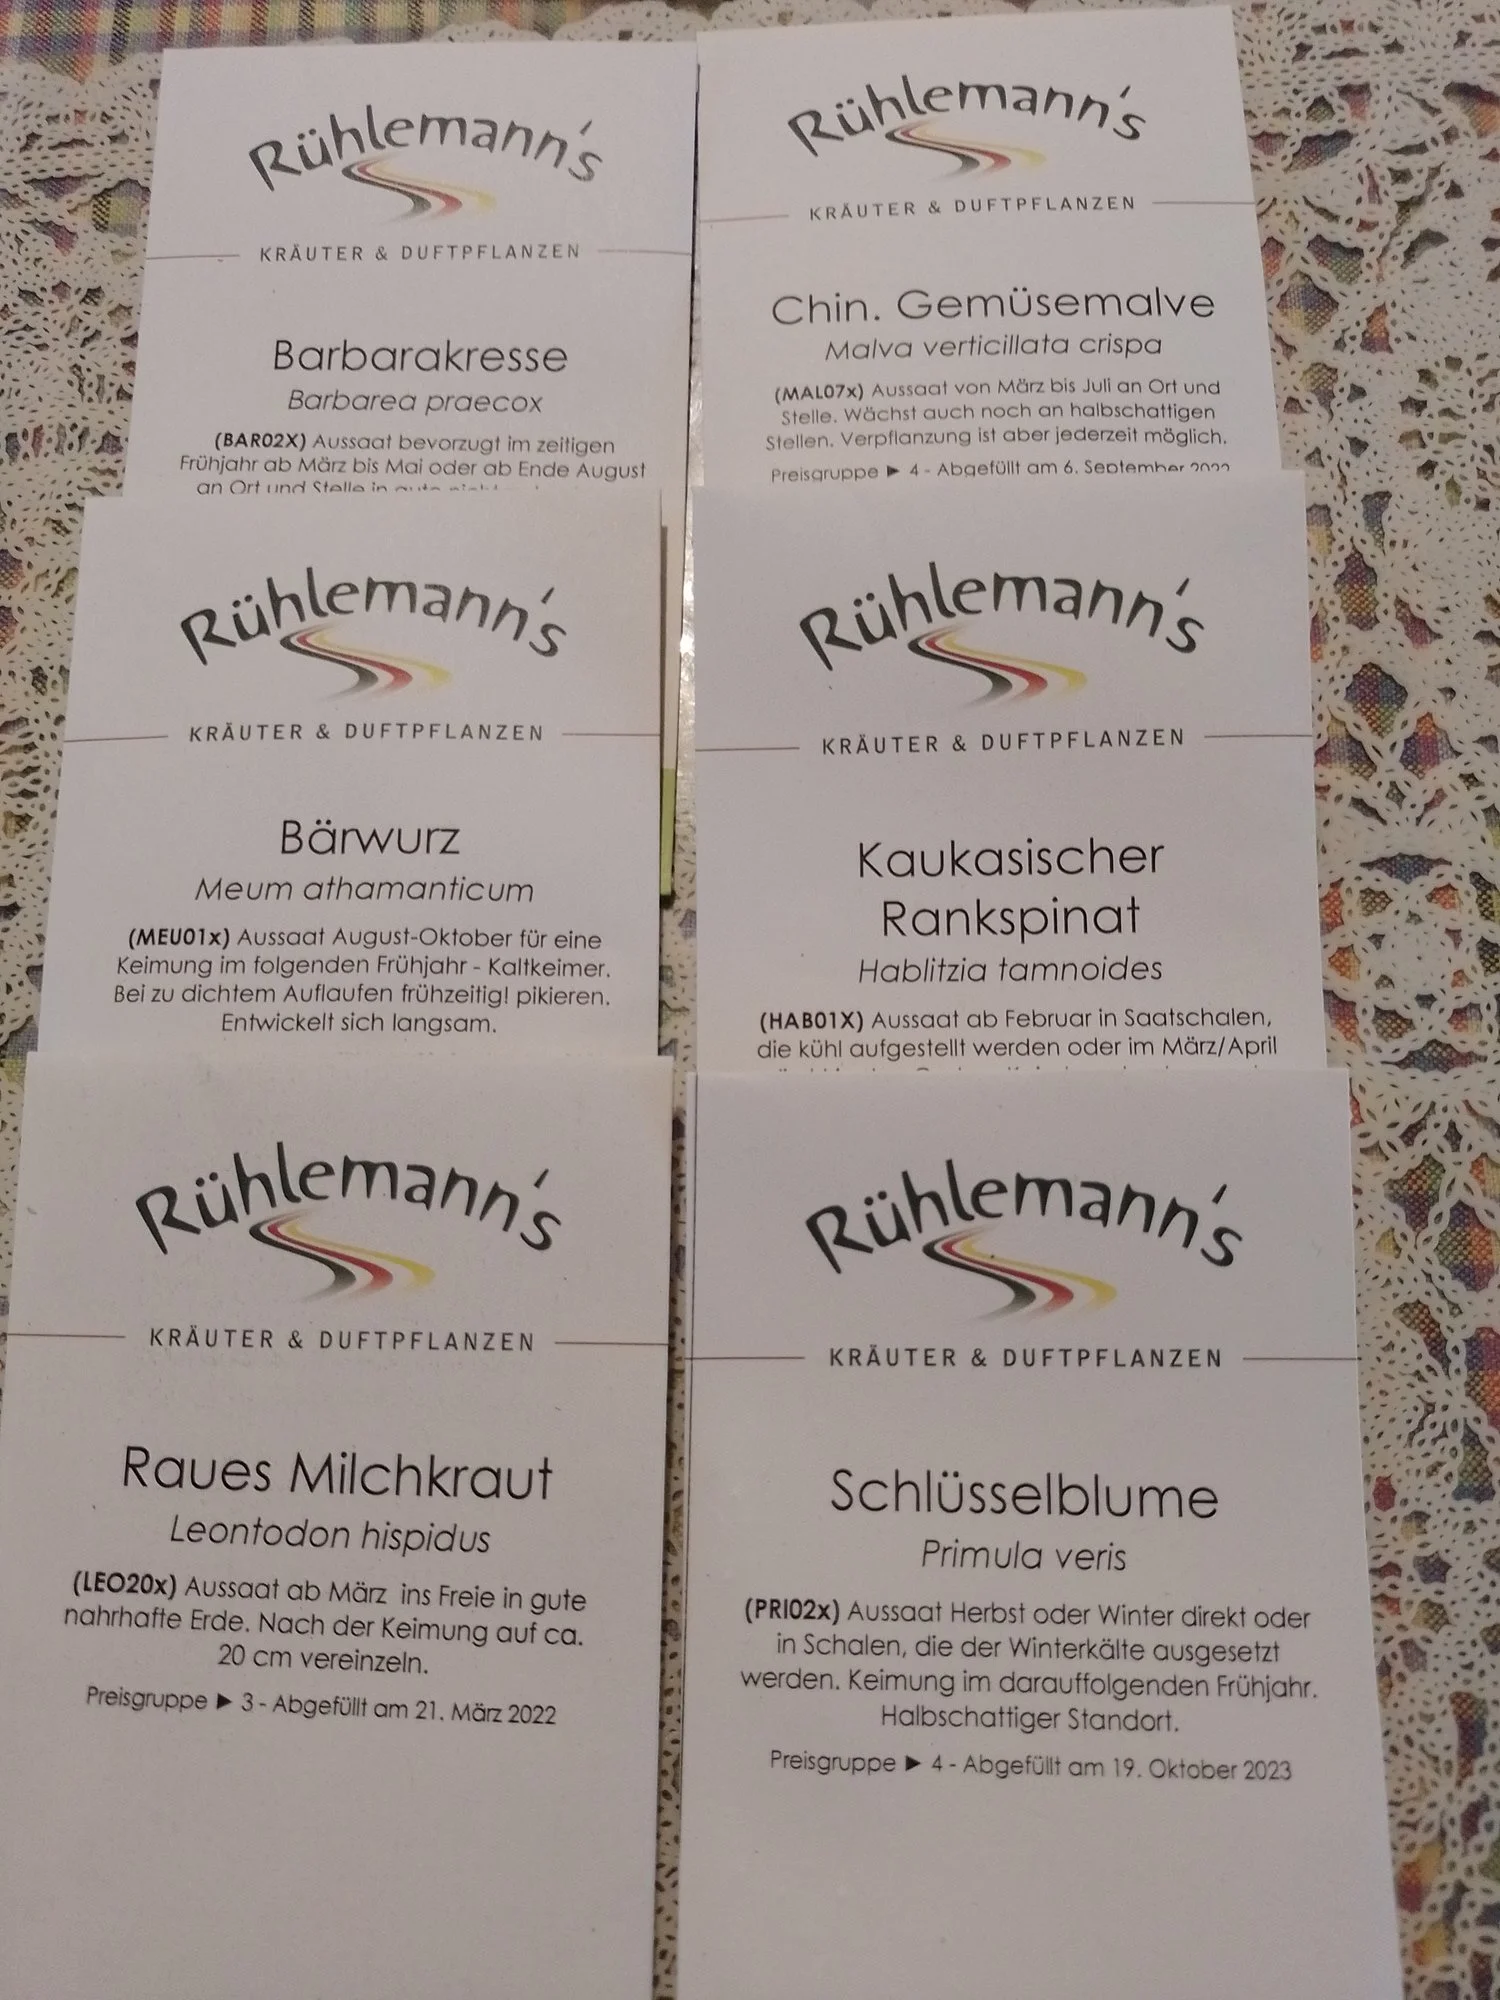 Rühlemann's
KRÄUTER & DUFTPFLANZEN
Barbarakresse
Barbarea praecox
(BAR02X) Aussaat bevorzugt im zeitigen
Frühjahr ab März bis Mai oder ab Ende August
an Ort und Stelle in
Rühlemann's
KRÄUTER & DUFTPFLANZEN
Chin. Gemüsemalve
Malva verticillata crispa
(MAL07x) Aussaat von März bis Juli an Ort und
Stelle. Wächst auch noch an halbschattigen
Stellen. Verpflanzung ist aber jederzeit möglich.
Preisgruppe ► 4 - Abgefüllt am 6. September
Rühlemann's
KRÄUTER & DUFTPFLANZEN
Bärwurz
Meum athamanticum
(MEU01x) Aussaat August-Oktober für eine
Keimung im folgenden Frühjahr - Kaltkeimer.
Bei zu dichtem Auflaufen frühzeitig! pikieren.
Entwickelt sich langsam.
Rühlemann's
KRÄUTER & DUFTPFLANZEN
Kaukasischer
Rankspinat
Hablitzia tamnoides
(HAB01X) Aussaat ab Februar in Saatschalen,
die kühl aufgestellt werden oder im März/April
Rühlemann's
KRÄUTER & DUFTPFLANZEN
Raues Milchkraut
Leontodon hispidus
(LEO20x) Aussaat ab März ins Freie in gute
nahrhafte Erde. Nach der Keimung auf ca.
20 cm vereinzeln.
Preisgruppe ► 3 - Abgefüllt am 21. März 2022
Rühlemann's
KRÄUTER & DUFTPFLANZEN
Schlüsselblume
Primula veris
(PRI02x) Aussaat Herbst oder Winter direkt oder
in Schalen, die der Winterkälte ausgesetzt
werden. Keimung im darauffolgenden Frühjahr.
Halbschattiger Standort.
Preisgruppe ► 4 - Abgefüllt am 19. Oktober 2023